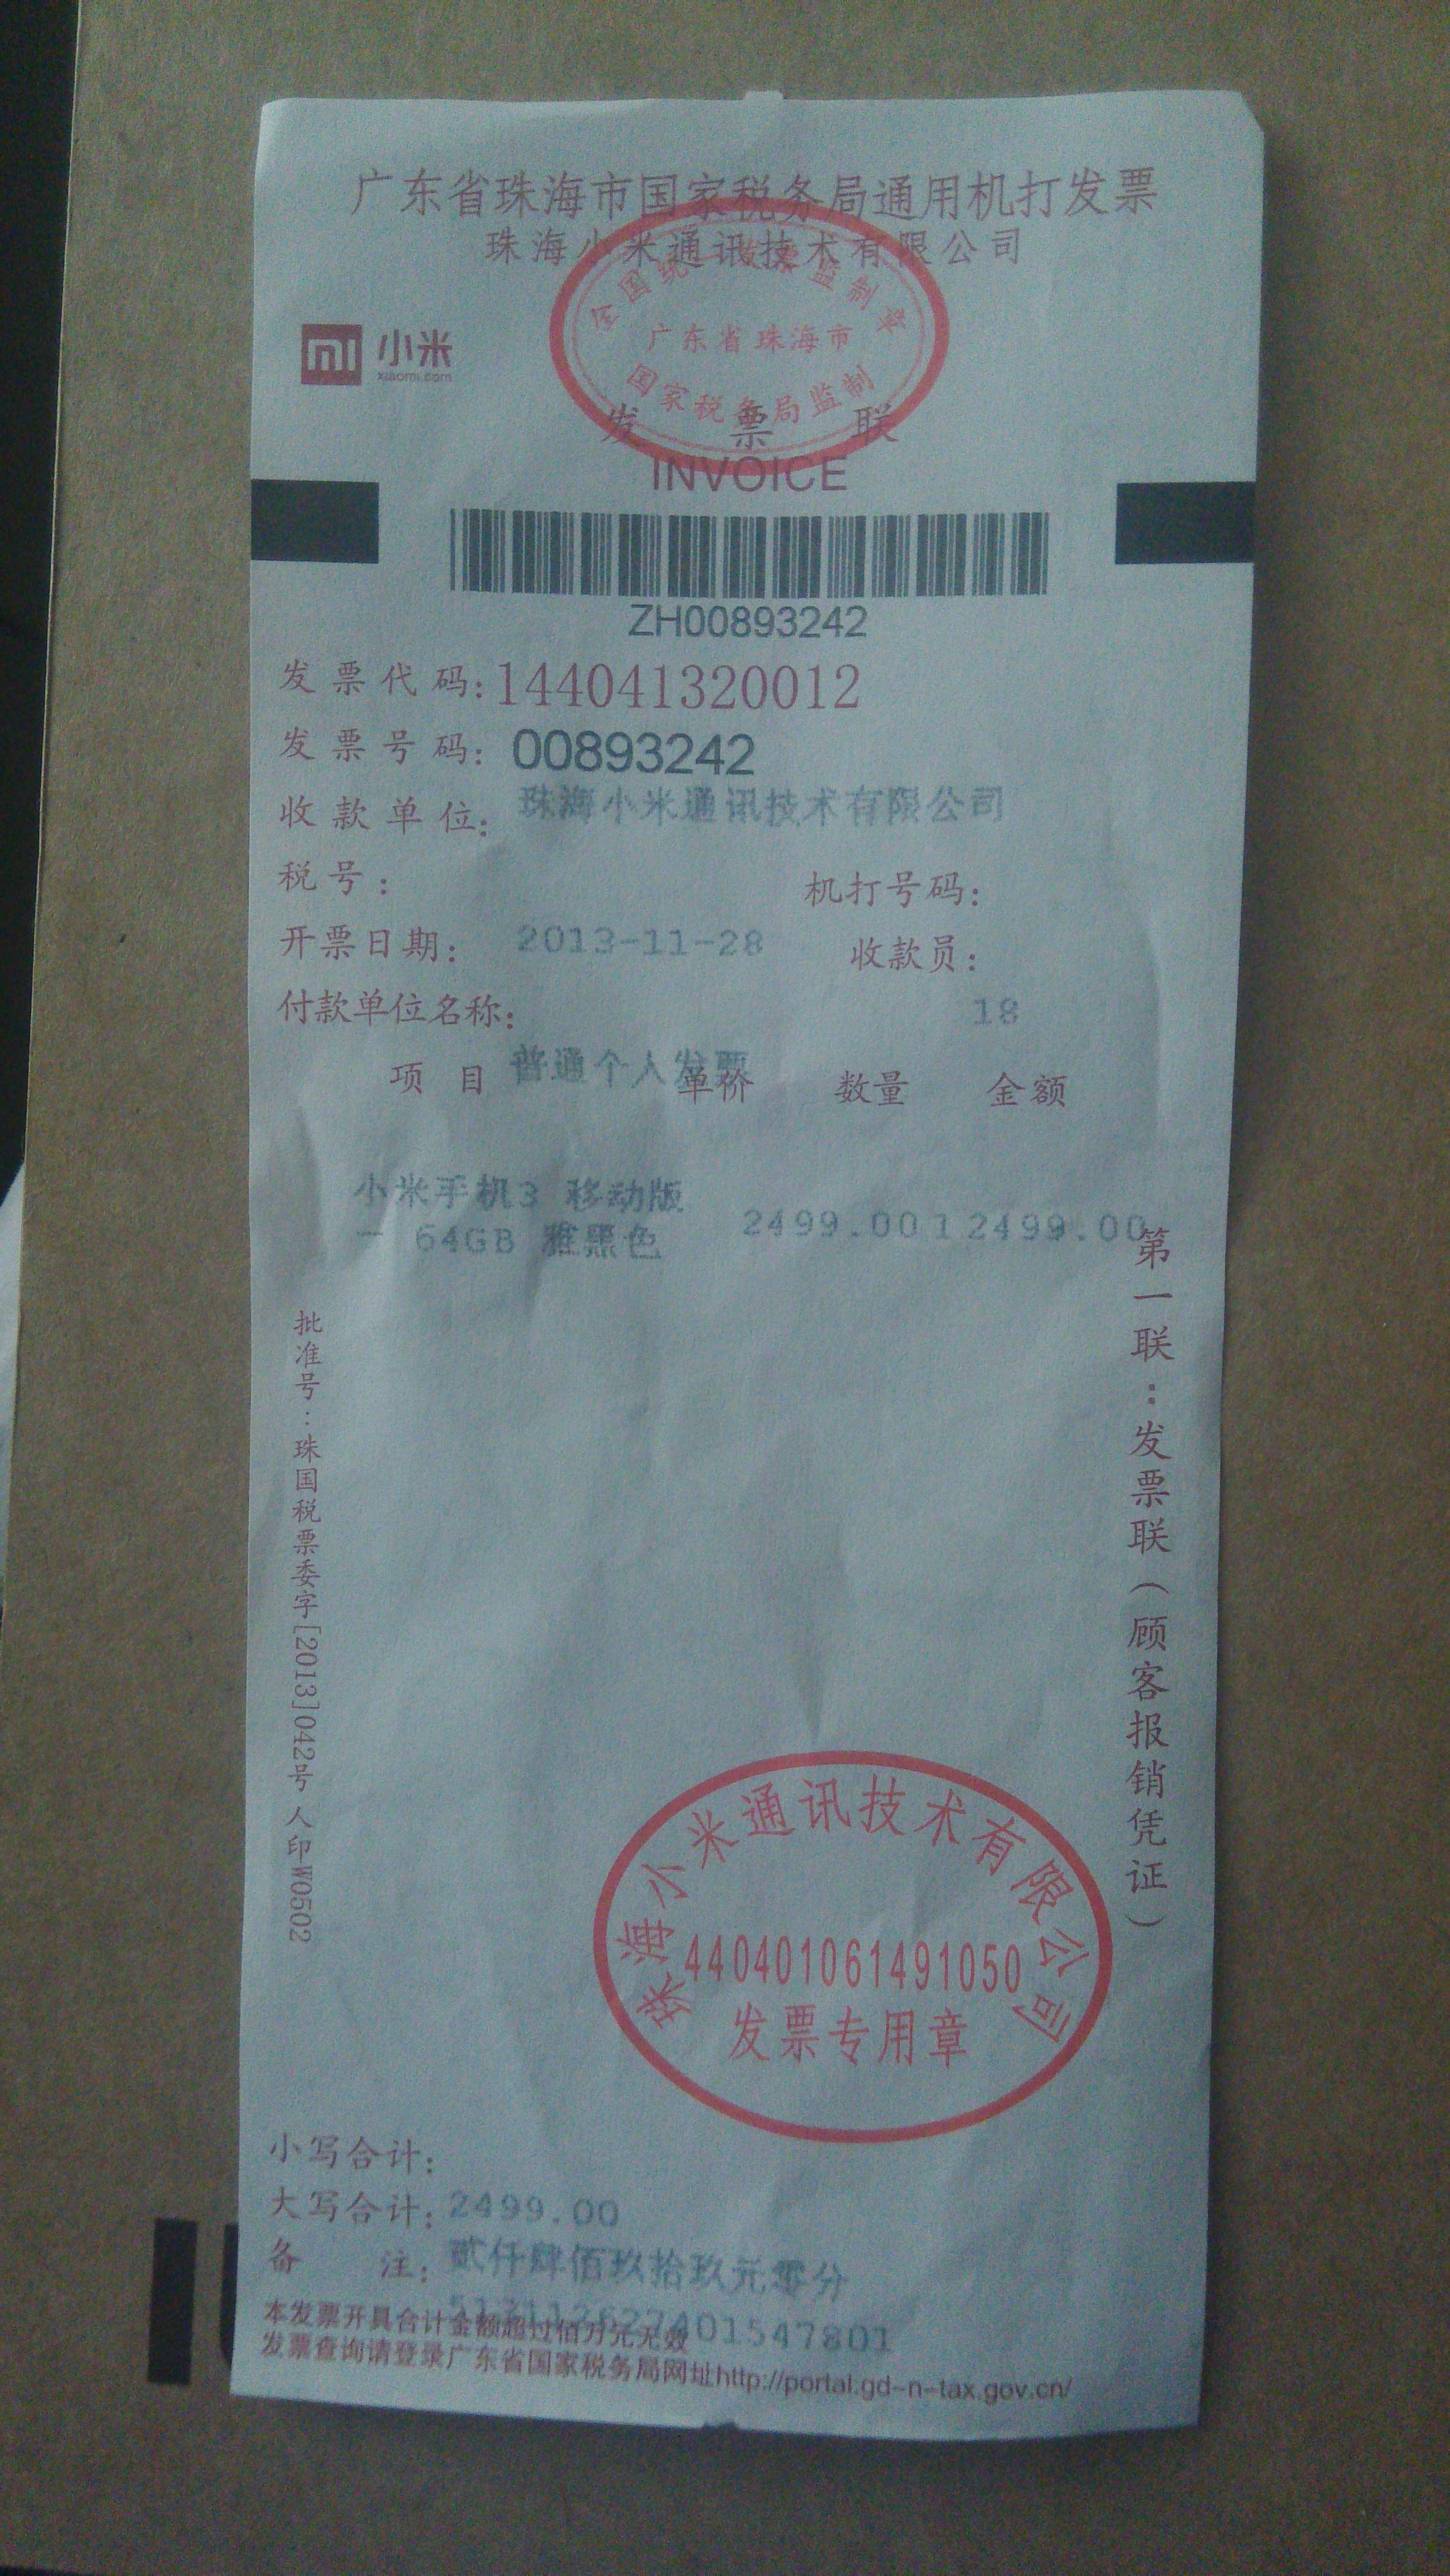 广东省珠海市国家税务局通用机打发票
珠海小米通讯技术有限公司
全国统一发票监制章
广东省珠海市
国家税务局监制
小米
xiaomi.com
发票联
INVOICE
ZH00893242
发票代码:144041320012
发票号码:00893242
收款单位:珠海小米通讯技术有限公司
税号:
机打号码:
开票日期:2013-11-28
收款员:
付款单位名称:
18
普通个人发票
项目 单价 数量 金额
小米手机3 移动版
2499.00 1 2499.00
— 64GB 雅黑色
第一联:发票联(顾客报销凭证)
批准号:珠国税票委字[2013]042号 人印W0502
珠海小米通讯技术有限公司
440401061491050
发票专用章
小写合计:
大写合计:2499.00
备注:贰仟肆佰玖拾玖元零分
本发票开具合计金额超过佰万元无效
发票查询请登录广东省国家税务局网址http://portal.gd-n-tax.gov.cn/